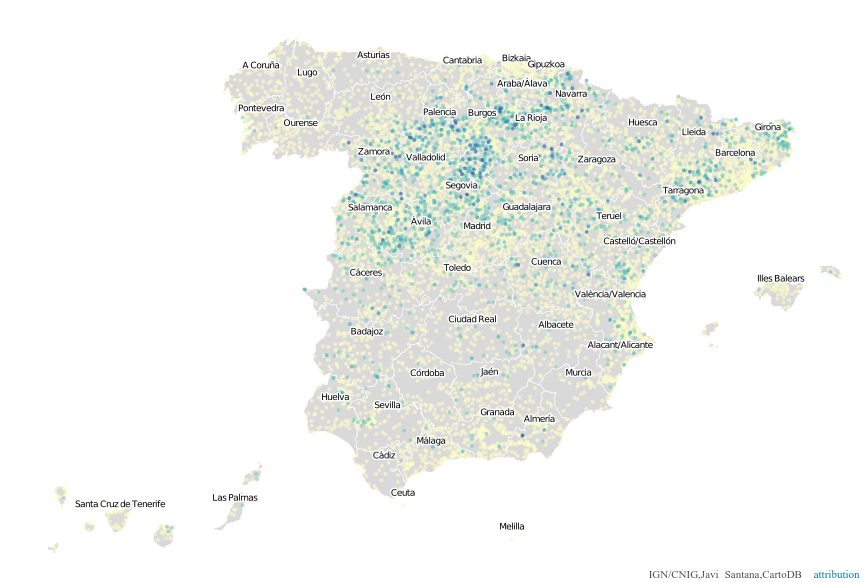 Asturias
Cantabria
Bizkaia
Gipuzkoa
A Coruña
Lugo
Araba/Álava
Navarra
León
Pontevedra
Palencia
Burgos
La Rioja
Huesca
Ourense
Lleida
Girona
Zamora
Valladolid
Soria
Zaragoza
Barcelona
Segovia
Tarragona
Salamanca
Ávila
Madrid
Guadalajara
Teruel
Castelló/Castellón
Cáceres
Toledo
Cuenca
Illes Balears
València/Valencia
Ciudad Real
Albacete
Badajoz
Alacant/Alicante
Córdoba
Jaén
Murcia
Huelva
Sevilla
Granada
Almería
Málaga
Cádiz
Ceuta
Las Palmas
Santa Cruz de Tenerife
Melilla
IGN/CNIG,Javi Santana,CartoDB attribution